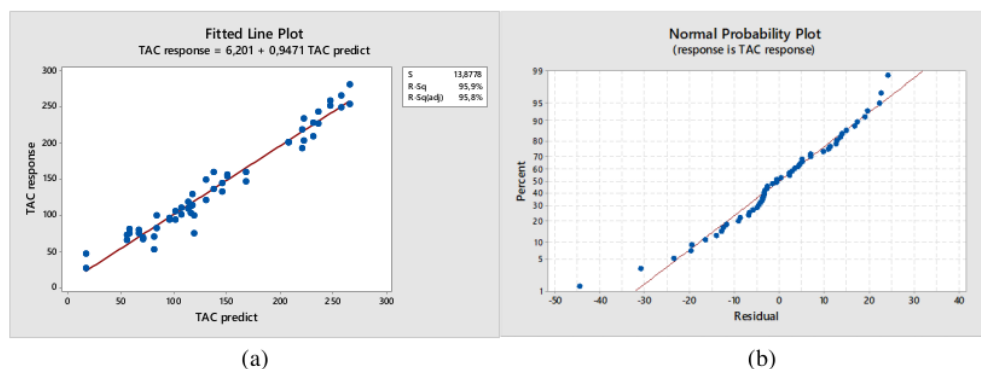 Fitted Line Plot
TAC response = 6,201 + 0,9471 TAC predict
300
250
200
150
100
50
0
TAC response
0 50 100 150 200 250 300
TAC predict
S 13,8778
R-Sq 95,9%
R-Sq(adj) 95,8%
(a)
Normal Probability Plot
(response is TAC response)
99
95
90
80
70
60
50
40
30
20
10
5
1
Percent
-50 -40 -30 -20 -10 0 10 20 30 40
Residual
(b)